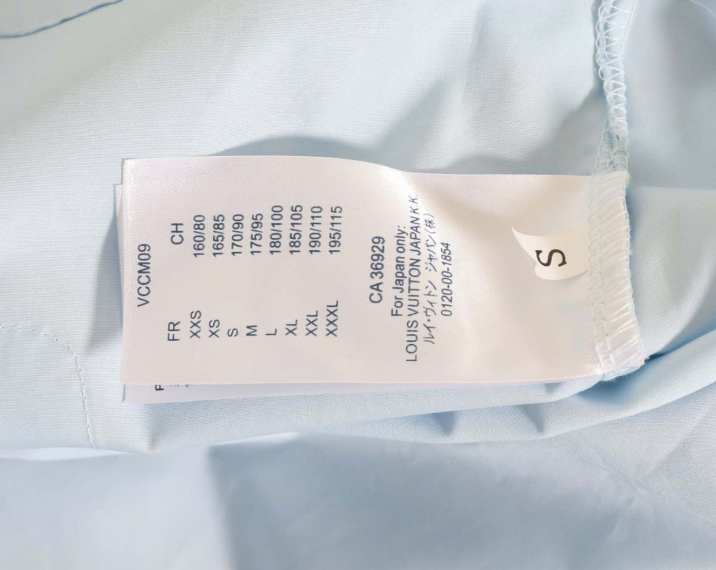 VCCM09
FR CH
XXS 160/80
XS 165/85
S 170/90
M 175/95
L 180/100
XL 185/105
XXL 190/110
XXXL 195/115
CA36929
For Japan only:
LOUIS VUITTON JAPAN K.K.
ルイ・ヴィトン ジャパン(株)
0120-00-1854
S